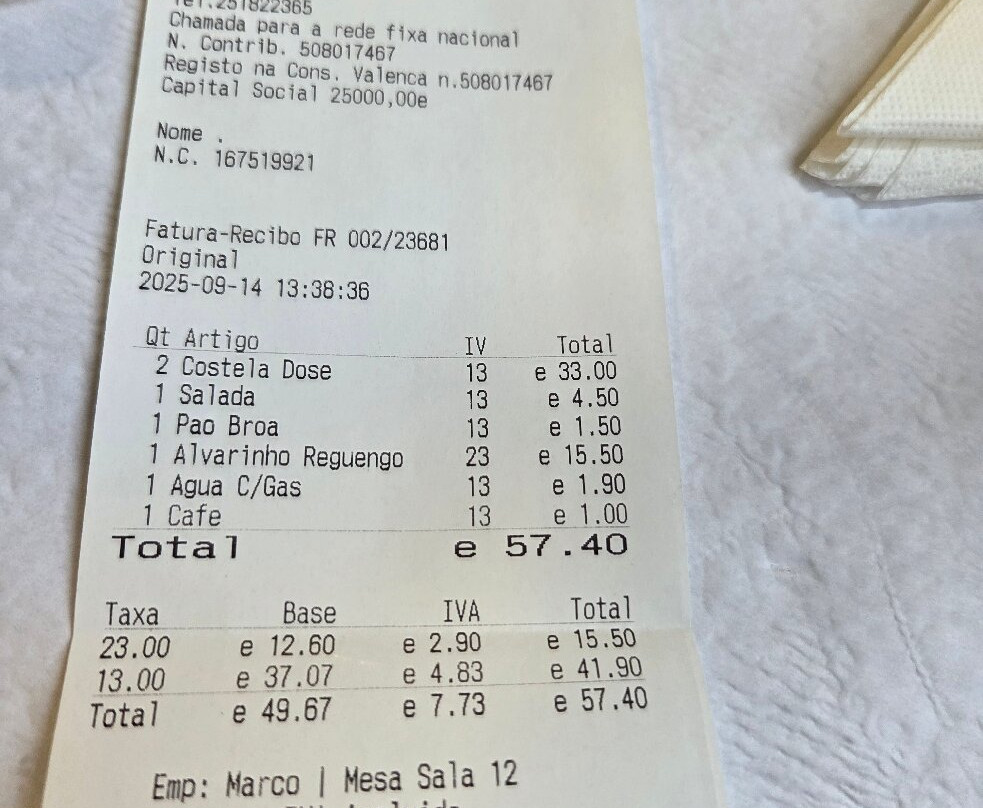 Tel.251822365
Chamada para a rede fixa nacional
N. Contrib. 508017467
Registo na Cons. Valenca n.508017467
Capital Social 25000,00e
Nome .
N.C. 167519921
Fatura-Recibo FR 002/23681
Original
2025-09-14 13:38:36
Qt Artigo IV Total
2 Costela Dose 13 e 33.00
1 Salada 13 e 4.50
1 Pao Broa 13 e 1.50
1 Alvarinho Reguengo 23 e 15.50
1 Agua C/Gas 13 e 1.90
1 Cafe 13 e 1.00
Total e 57.40
Taxa Base IVA Total
23.00 e 12.60 e 2.90 e 15.50
13.00 e 37.07 e 4.83 e 41.90
Total e 49.67 e 7.73 e 57.40
Emp: Marco | Mesa Sala 12